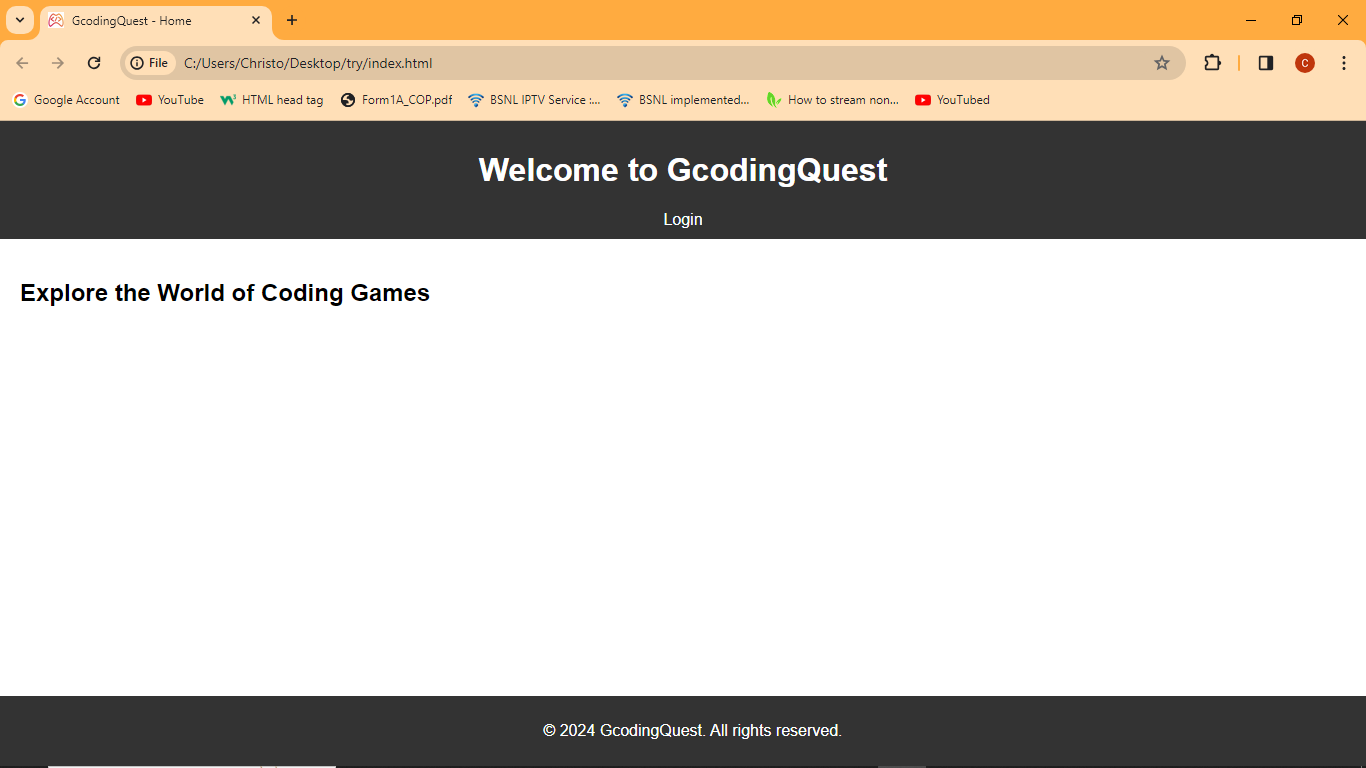 GcodingQuest - Home
File C:/Users/Christo/Desktop/try/index.html C
Google Account YouTube HTML head tag Form1A_COP.pdf BSNL IPTV Service :... BSNL implemented... How to stream non... YouTubed
Welcome to GcodingQuest
Login
Explore the World of Coding Games
© 2024 GcodingQuest. All rights reserved.